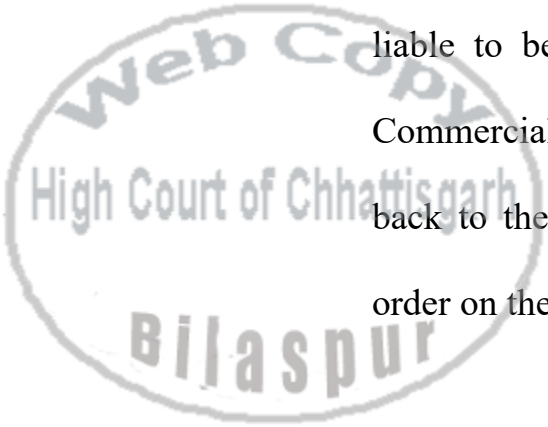 Web Copy
liable to be
Commercial
High Court of Chhattisgarh
back to the
order on the
Bilaspur